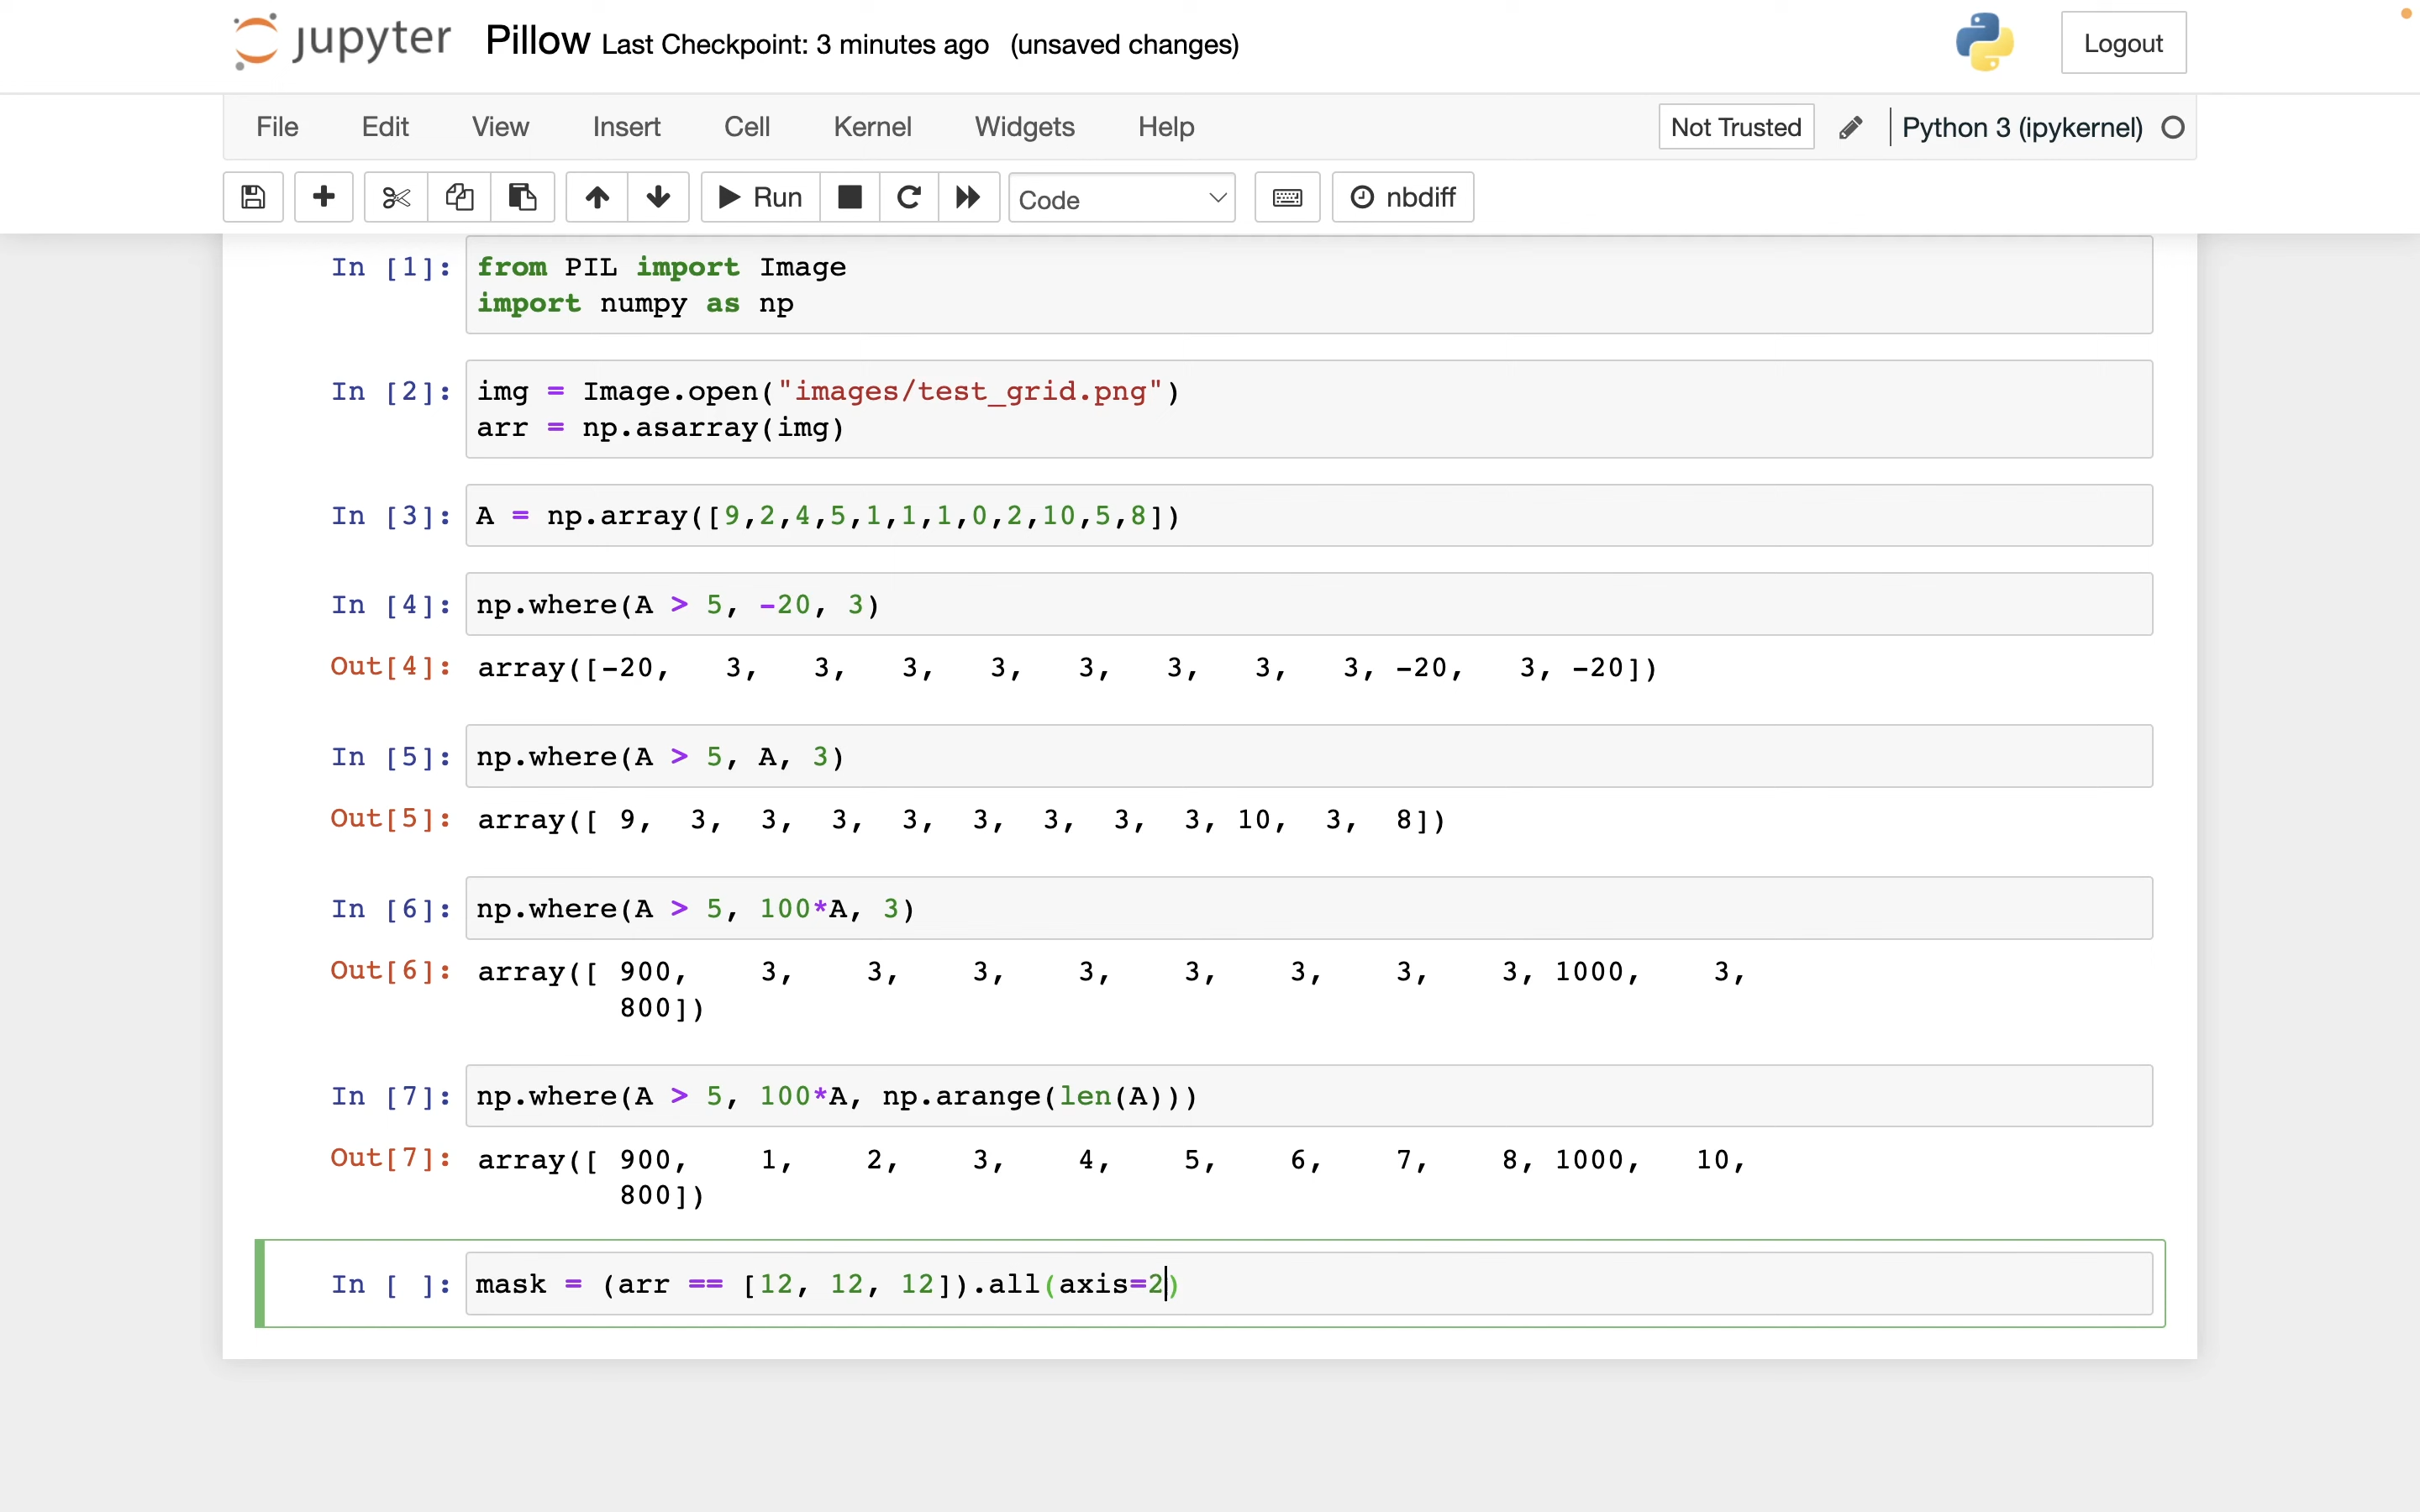 jupyter Pillow Last Checkpoint: 3 minutes ago (unsaved changes) Logout
File Edit View Insert Cell Kernel Widgets Help Not Trusted Python 3 (ipykernel)
Run Code nbdiff
In [1]: from PIL import Image
import numpy as np
In [2]: img = Image.open("images/test_grid.png")
arr = np.asarray(img)
In [3]: A = np.array([9,2,4,5,1,1,1,0,2,10,5,8])
In [4]: np.where(A > 5, -20, 3)
Out[4]: array([-20, 3, 3, 3, 3, 3, 3, 3, 3, -20, 3, -20])
In [5]: np.where(A > 5, A, 3)
Out[5]: array([ 9, 3, 3, 3, 3, 3, 3, 3, 3, 10, 3, 8])
In [6]: np.where(A > 5, 100*A, 3)
Out[6]: array([ 900, 3, 3, 3, 3, 3, 3, 3, 3, 1000, 3,
800])
In [7]: np.where(A > 5, 100*A, np.arange(len(A)))
Out[7]: array([ 900, 1, 2, 3, 4, 5, 6, 7, 8, 1000, 10,
800])
In [ ]: mask = (arr == [12, 12, 12]).all(axis=2)